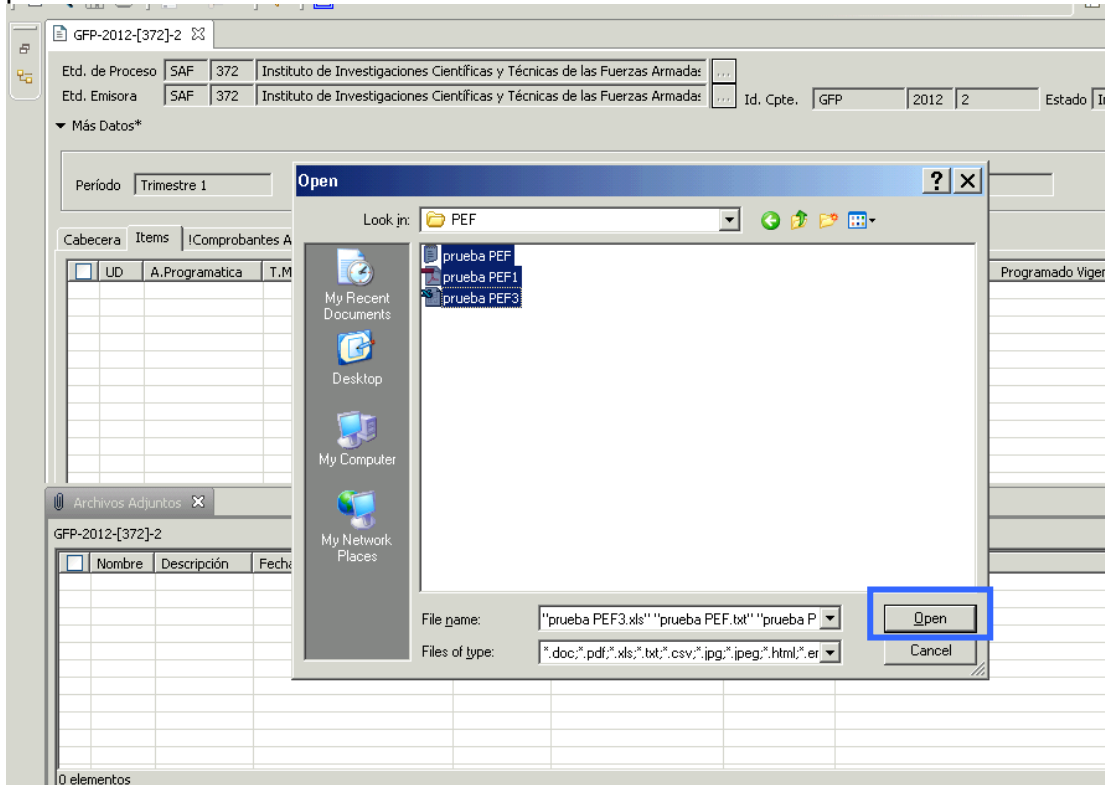 GFP-2012-[372]-2
Etd. de Proceso SAF 372 Instituto de Investigaciones Científicas y Técnicas de las Fuerzas Armadas ...
Etd. Emisora SAF 372 Instituto de Investigaciones Científicas y Técnicas de las Fuerzas Armadas ... Id. Cpte. GFP 2012 2 Estado
Más Datos*
Período Trimestre 1
Open
Look in: PEF
Cabecera Items !Comprobantes A
UD A.Programatica T.M
Programado Viger
prueba PEF
prueba PEF1
prueba PEF3
My Recent
Documents
Desktop
My Computer
My Network
Places
Archivos Adjuntos
GFP-2012-[372]-2
Nombre Descripción Fecha
File name: "prueba PEF3.xls" "prueba PEF.txt" "prueba P
Open
Files of type: *.doc;*.pdf;*.xls;*.txt;*.csv;*.jpg;*.jpeg;*.html;*.er
Cancel
0 elementos